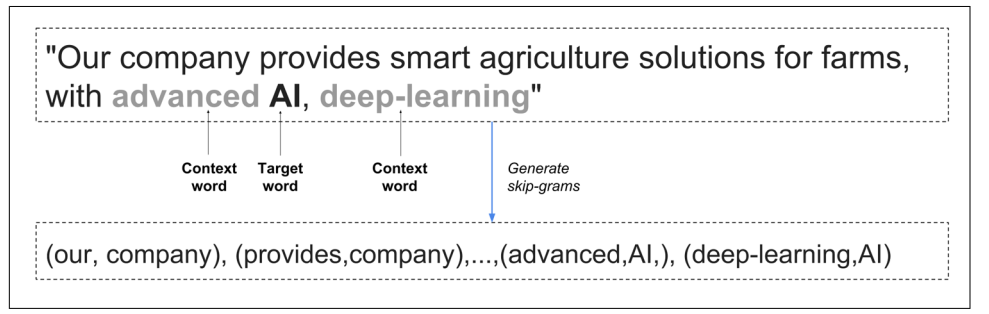 "Our company provides smart agriculture solutions for farms,
with advanced AI, deep-learning"
Context word
Target word
Context word
Generate skip-grams
(our, company), (provides,company),...,(advanced,AI,), (deep-learning,AI)